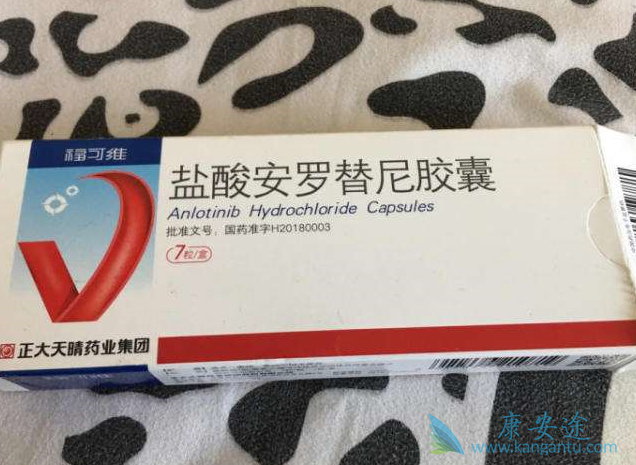 福可维
盐酸安罗替尼胶囊
Anlotinib Hydrochloride Capsules
批准文号：国药准字H20180003
7粒/盒
正大天晴药业集团
康安途
www.kangantu.com